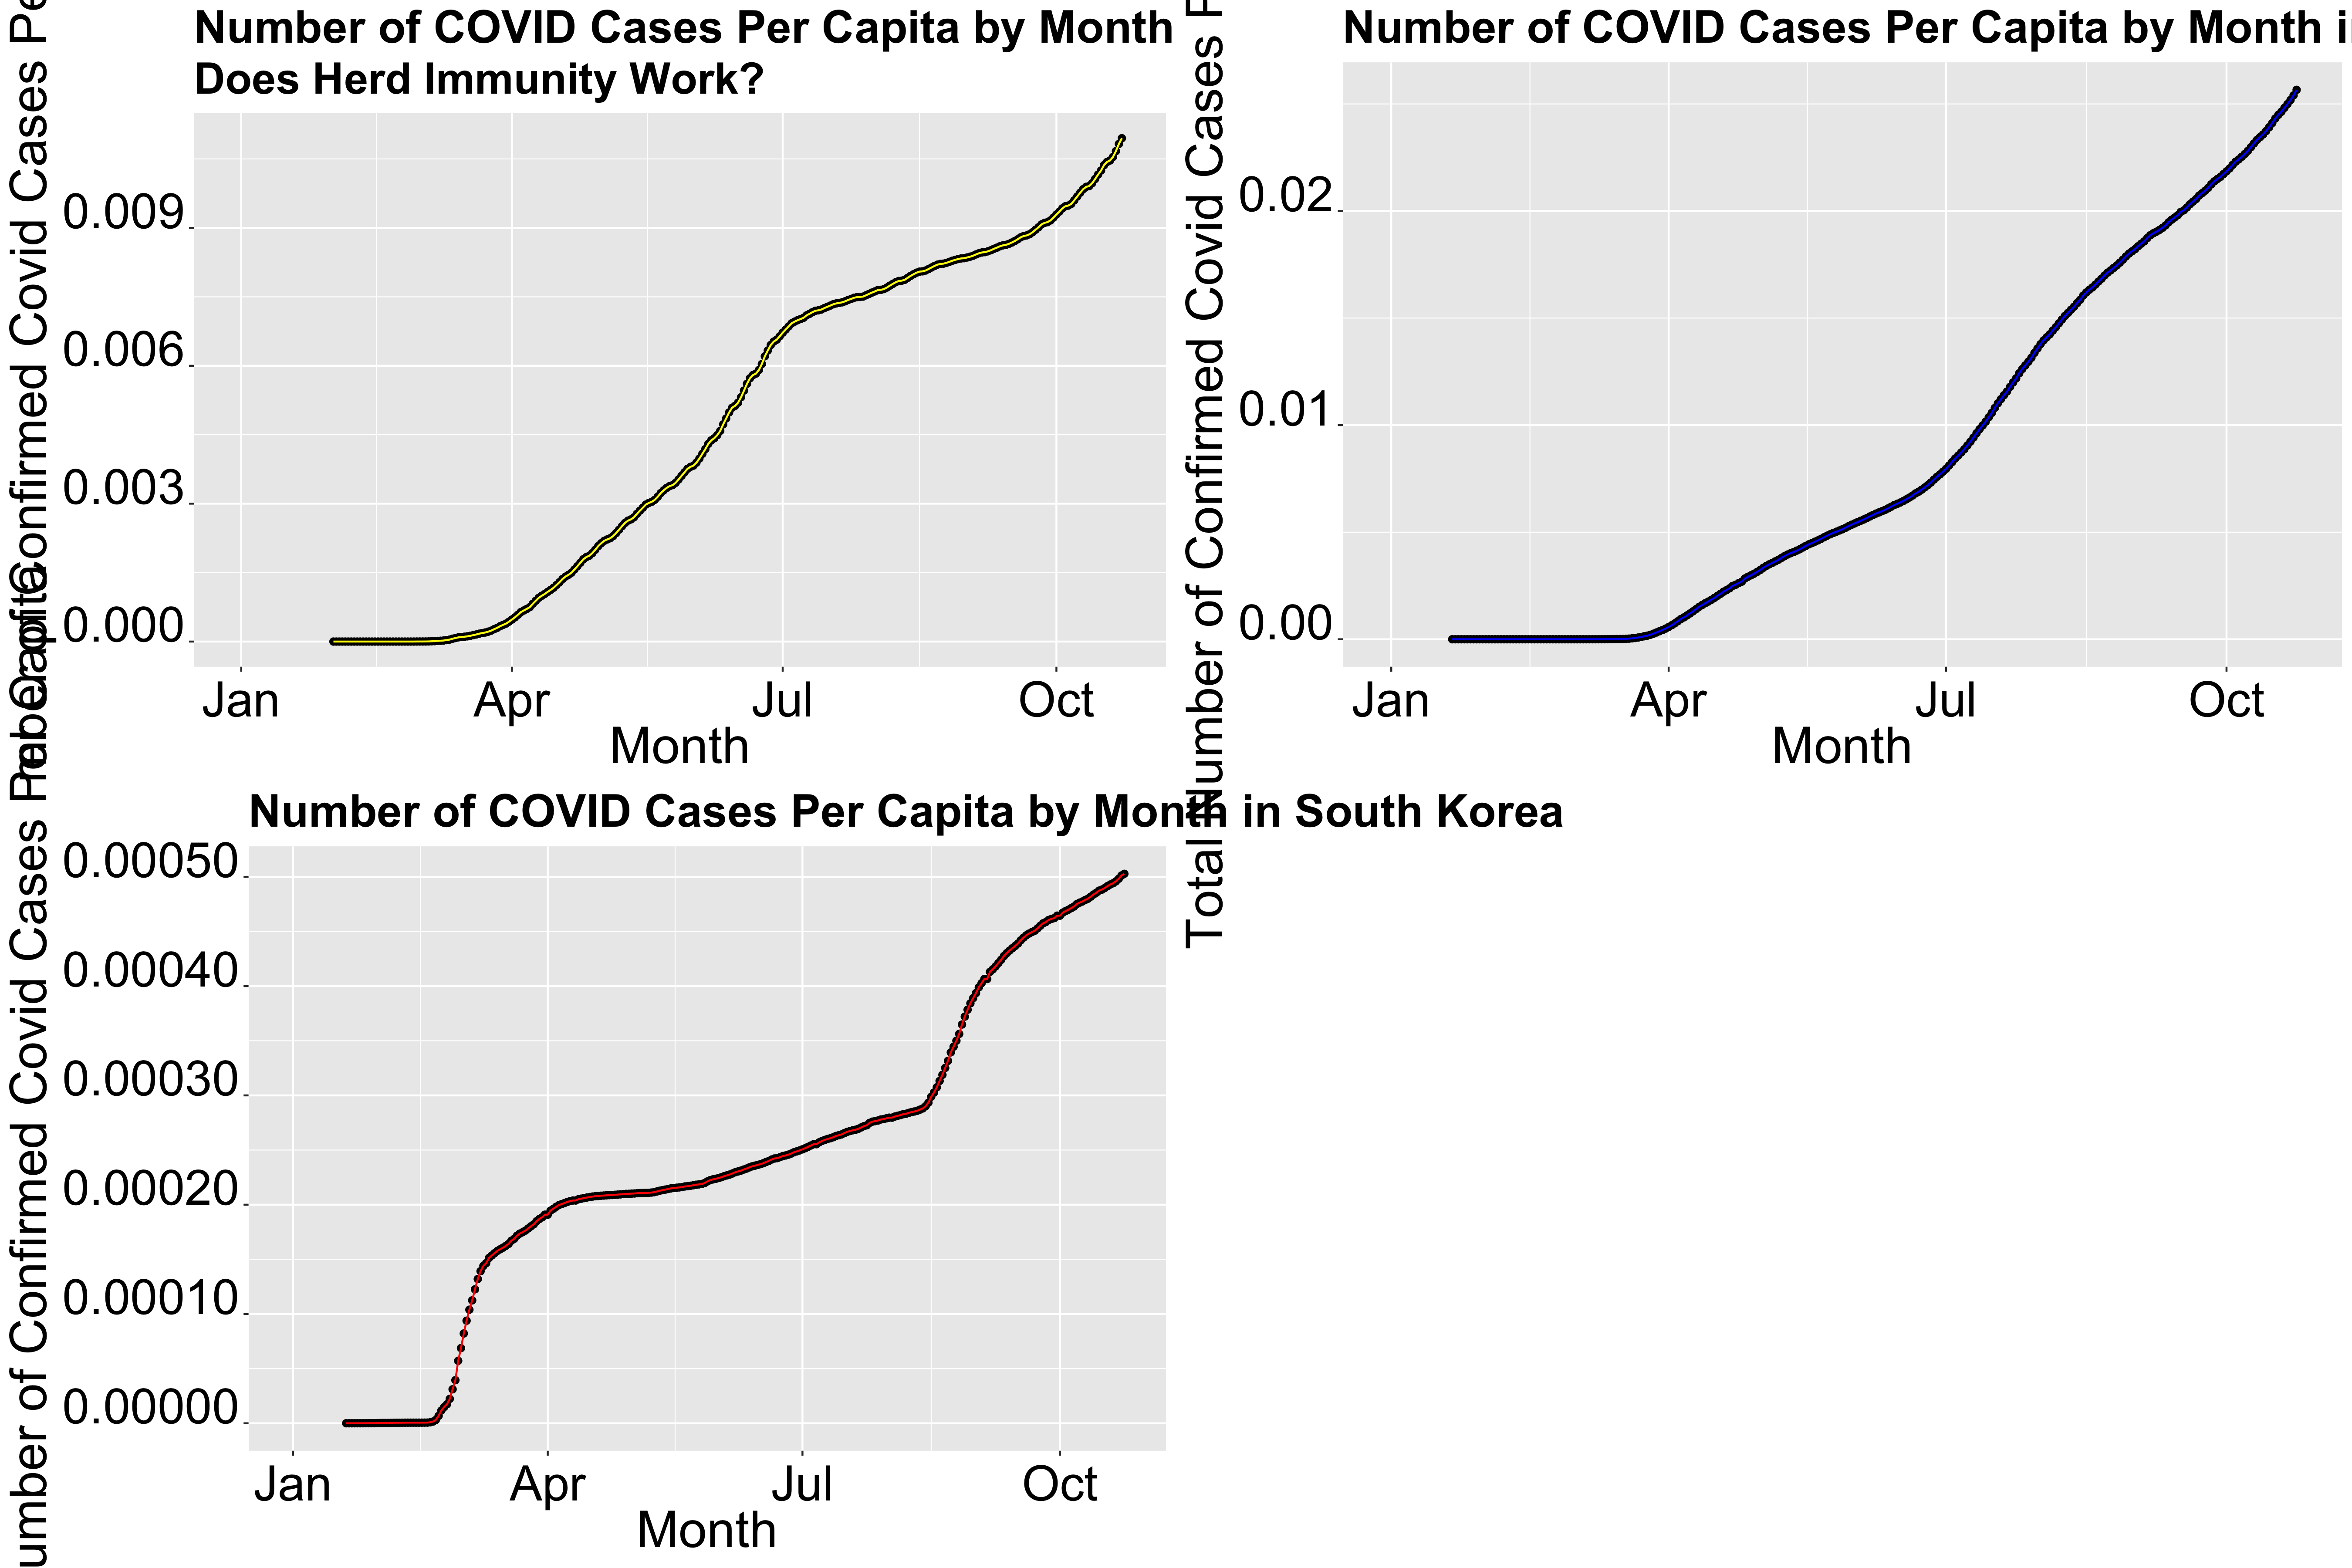 Number of COVID Cases Per Capita by Month
Does Herd Immunity Work?
Confirmed Covid Cases
0.009
0.006
0.003
0.000
Jan Apr Jul Oct
Month
Number of COVID Cases Per Capita by Month
Total Number of Confirmed Covid Cases
0.02
0.01
0.00
Jan Apr Jul Oct
Month
Number of COVID Cases Per Capita by Month in South Korea
of Confirmed Covid Cases
0.00050
0.00040
0.00030
0.00020
0.00010
0.00000
Jan Apr Jul Oct
Month